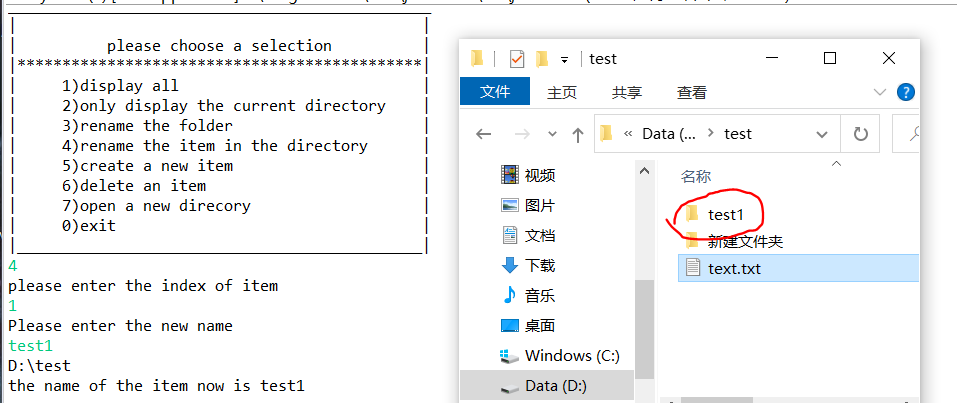 please choose a selection
*********************************************
1)display all
2)only display the current directory
3)rename the folder
4)rename the item in the directory
5)create a new item
6)delete an item
7)open a new direcory
0)exit
4
please enter the index of item
1
Please enter the new name
test1
D:\test
the name of the item now is test1
test
文件 主页 共享 查看
« Data (... > test
名称
视频
图片
文档
下载
音乐
桌面
Windows (C:)
Data (D:)
test1
新建文件夹
text.txt